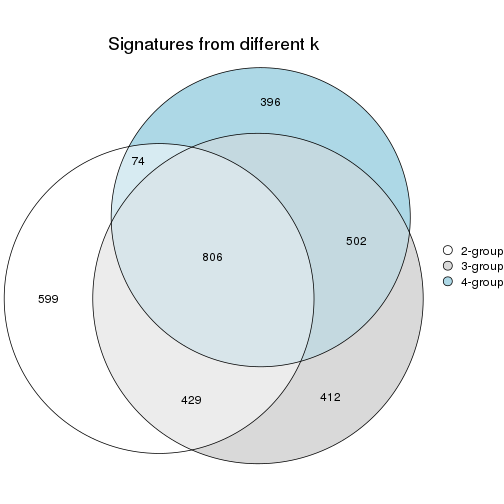 Signatures from different k
396
74
502
806
599
429
412
2-group
3-group
4-group